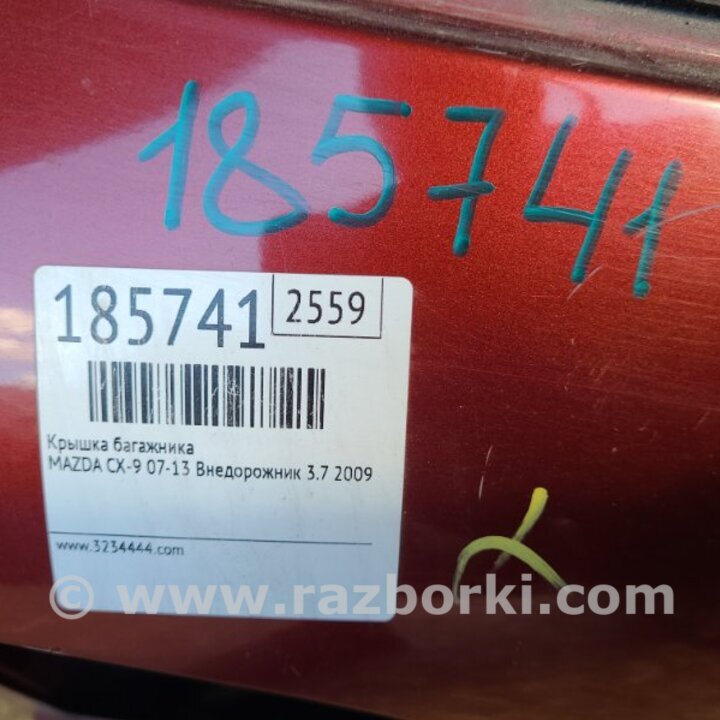 185741
185741 2559
Крышка багажника
MAZDA CX-9 07-13 Внедорожник 3.7 2009
www.3234444.com
© www.razborki.com